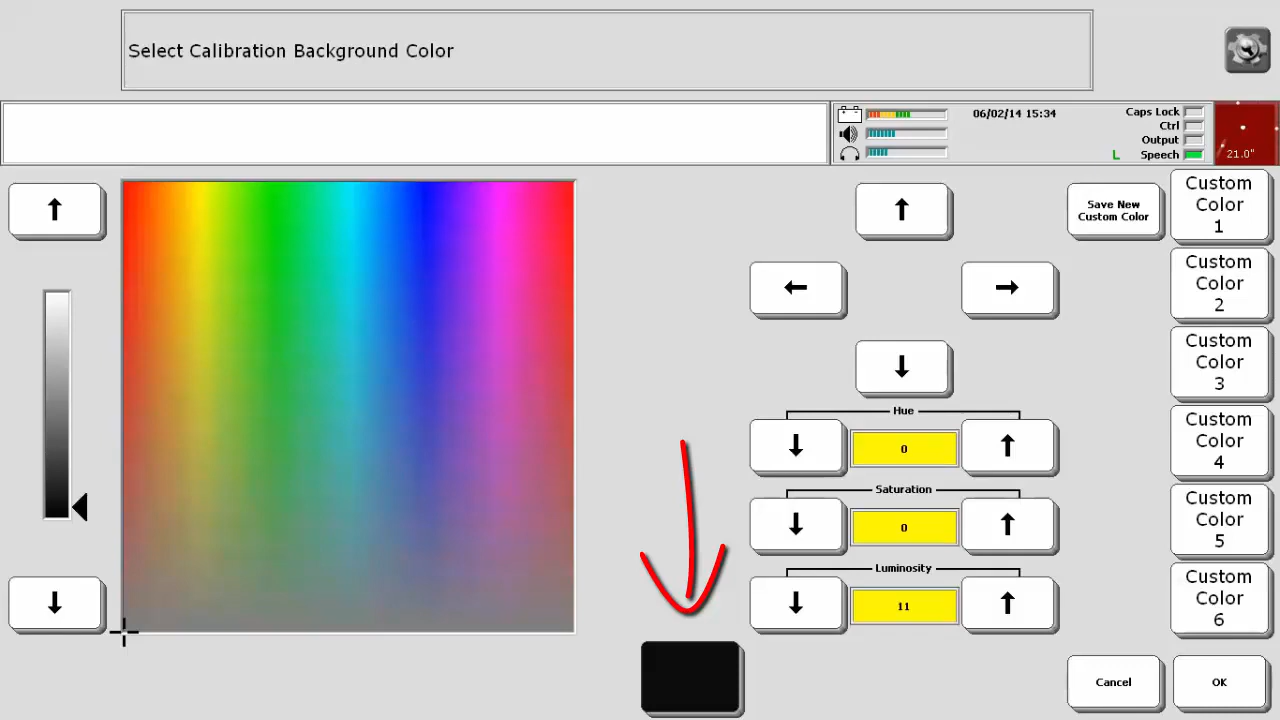 Select Calibration Background Color
06/02/14 15:34
Caps Lock
Ctrl
Output
L Speech
21.0"
Save New
Custom Color
Custom
Color
1
Custom
Color
2
Custom
Color
3
Hue
0
Custom
Color
4
Saturation
0
Custom
Color
5
Luminosity
11
Custom
Color
6
Cancel
OK